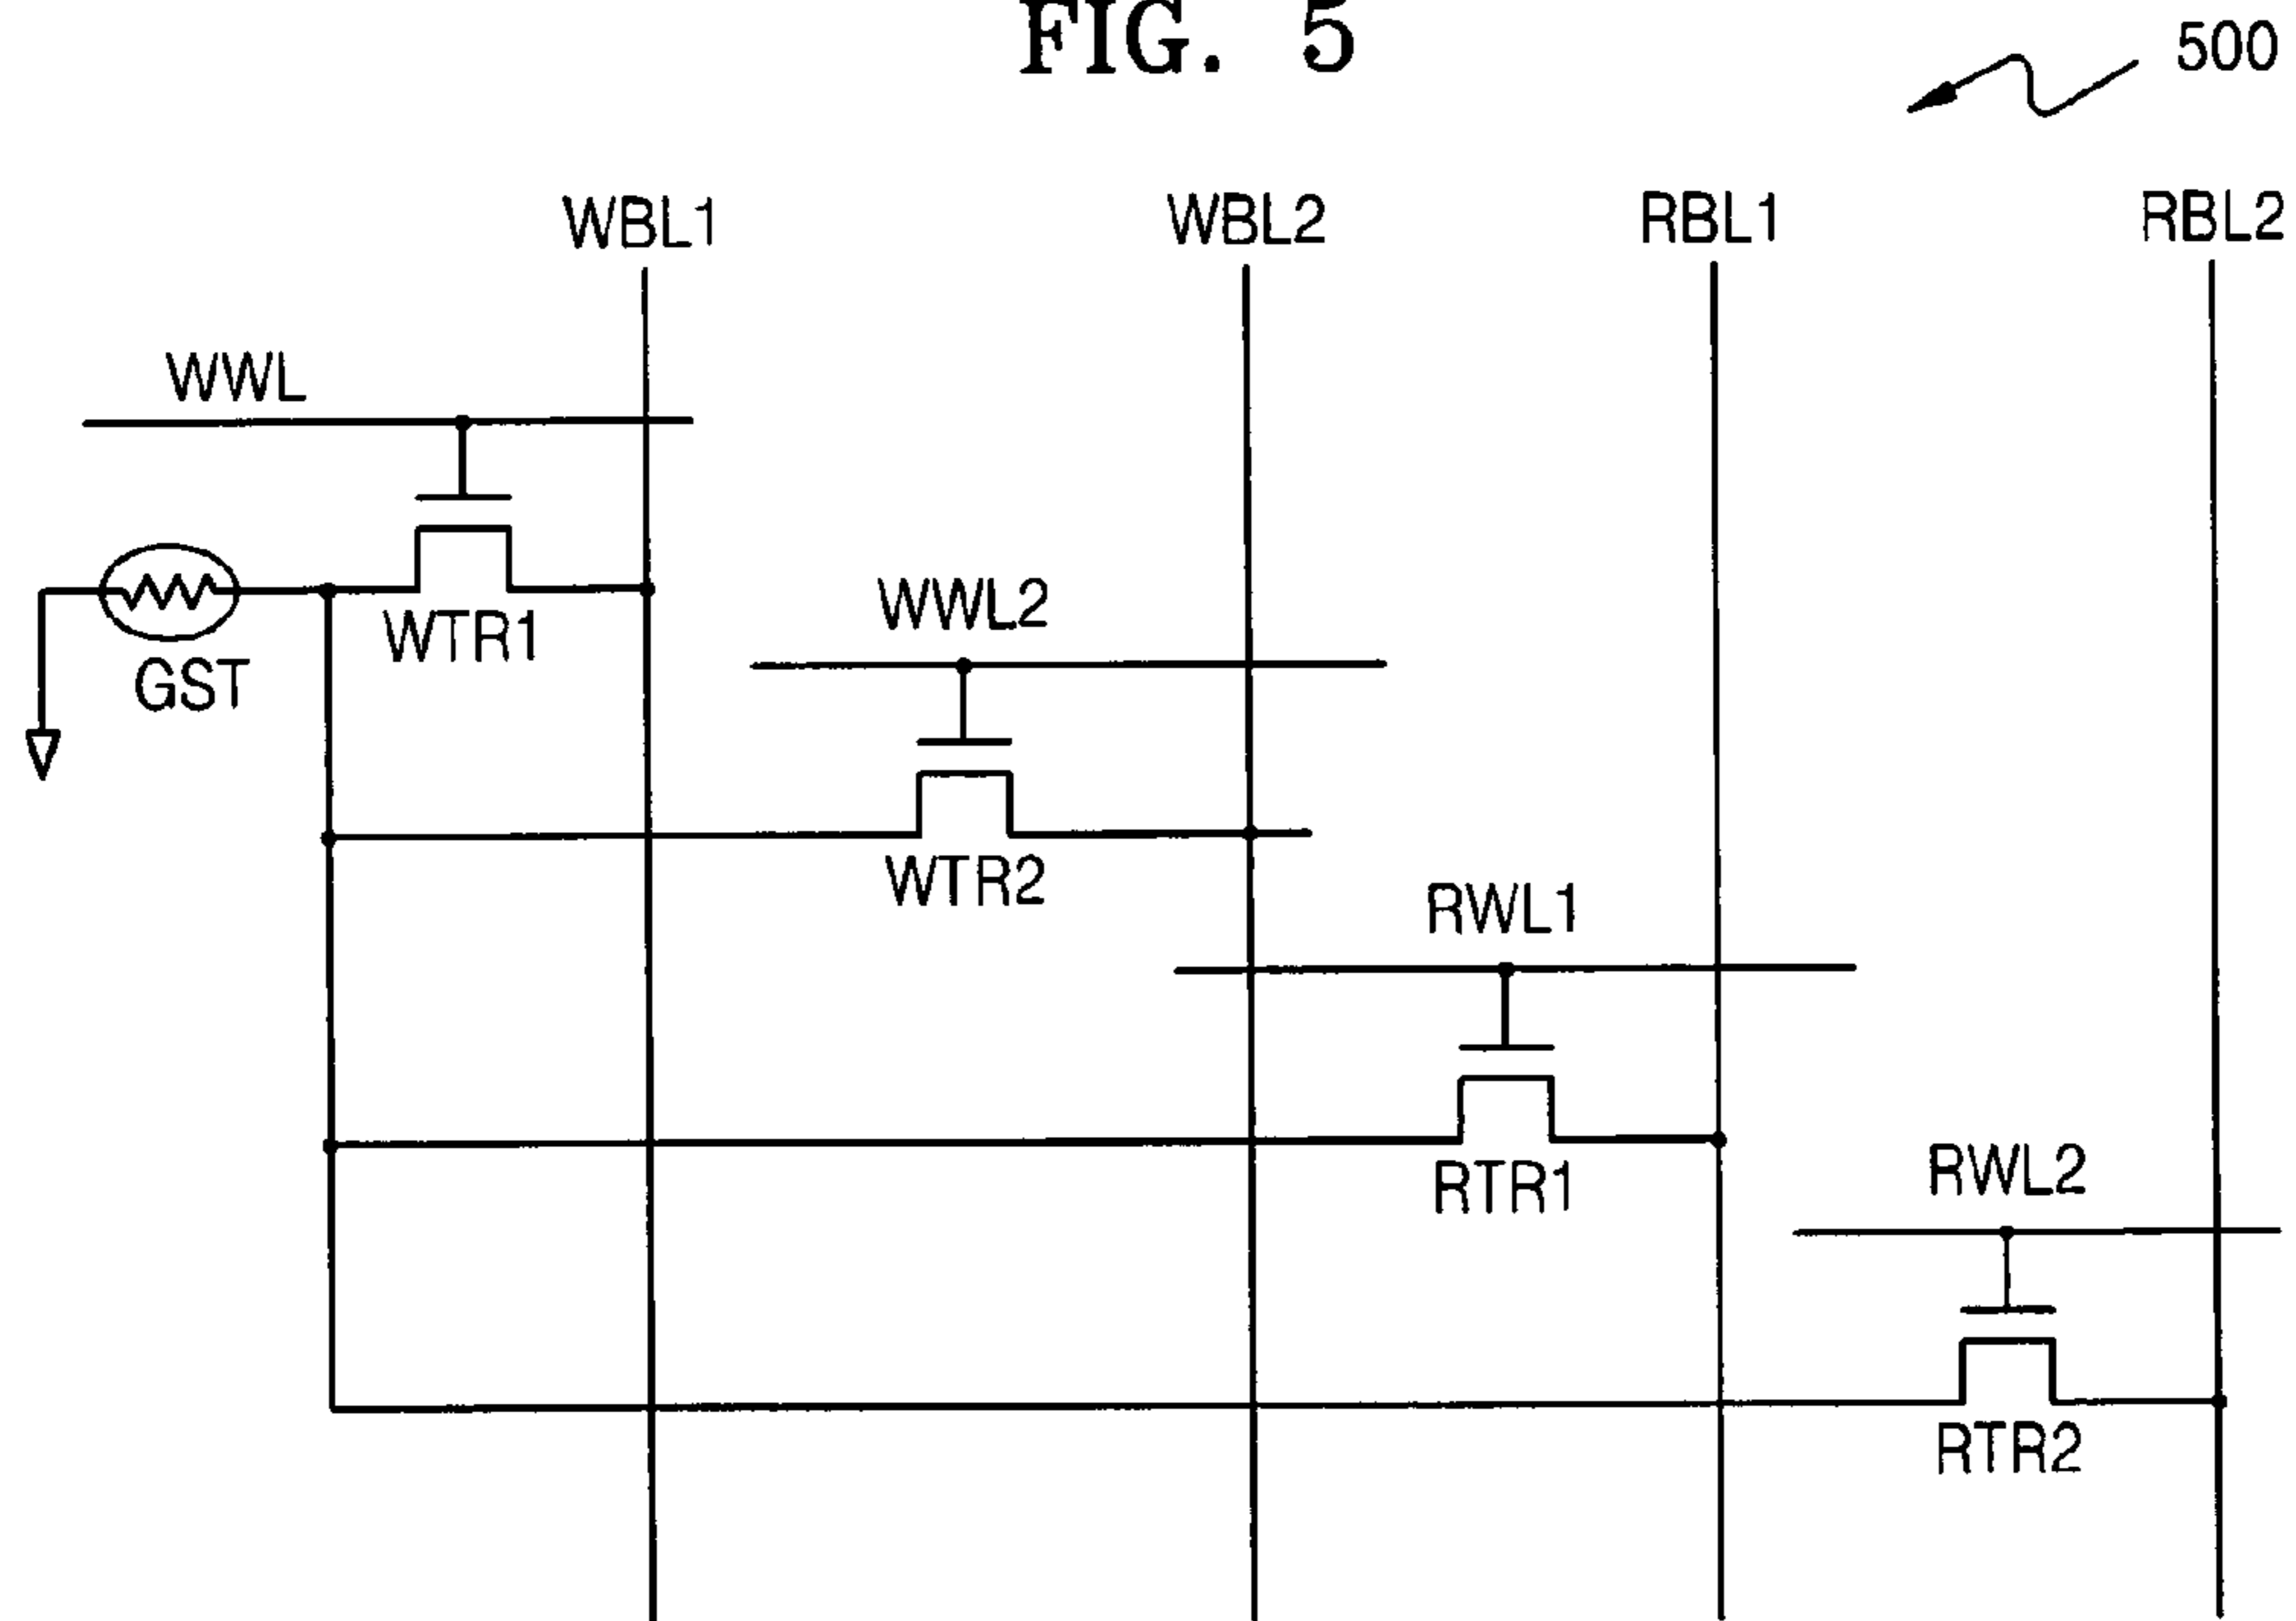 FIG. 5
500
WBL1
WBL2
RBL1
RBL2
WWL
GST
WTR1
WWL2
WTR2
RWL1
RTR1
RWL2
RTR2